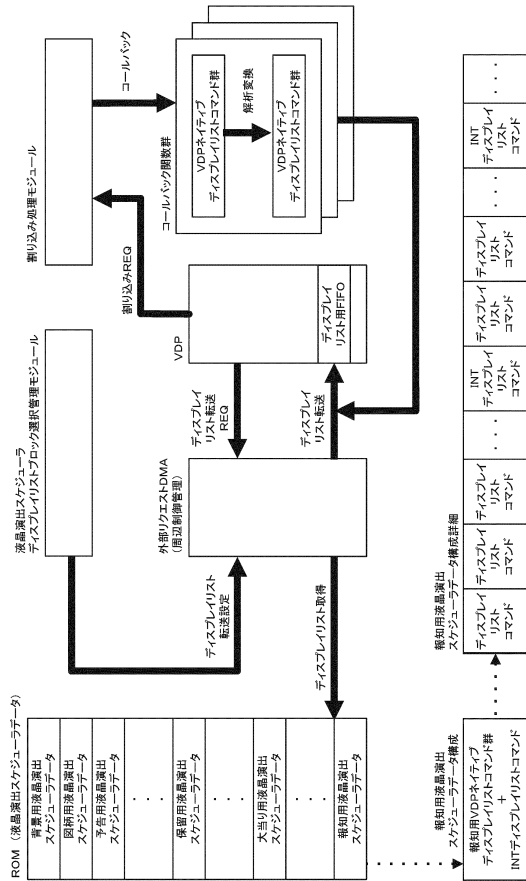 ROM（液晶演出スケジューラデータ）
背景用液晶演出
スケジューラデータ
図柄用液晶演出
スケジューラデータ
予告用液晶演出
スケジューラデータ
・
・
・
保留用液晶演出
スケジューラデータ
・
・
・
大当り用液晶演出
スケジューラデータ
・
・
・
報知用液晶演出
スケジューラデータ
液晶演出スケジューラ
ディスプレイリストブロック選択管理モジュール
ディスプレイリスト
転送設定
ディスプレイリスト取得
外部リクエストDMA
（周辺制御管理）
ディスプレイ
リスト転送
REQ
ディスプレイ
リスト転送
VDP
ディスプレイ
リスト用FIFO
割り込みREQ
割り込み処理モジュール
コールバック
コールバック関数群
VDPネイティブ
ディスプレイリストコマンド群
解析変換
VDPネイティブ
ディスプレイリストコマンド群
報知用液晶演出
スケジューラデータ構成
報知用VDPネイティブ
ディスプレイリストコマンド群
＋
INTディスプレイリストコマンド
報知用液晶演出
スケジューラデータ構成詳細
ディスプレイ
リスト
コマンド
ディスプレイ
リスト
コマンド
ディスプレイ
リスト
コマンド
・・・
INT
ディスプレイ
リスト
コマンド
ディスプレイ
リスト
コマンド
ディスプレイ
リスト
コマンド
・・・
INT
ディスプレイ
リスト
コマンド
・・・